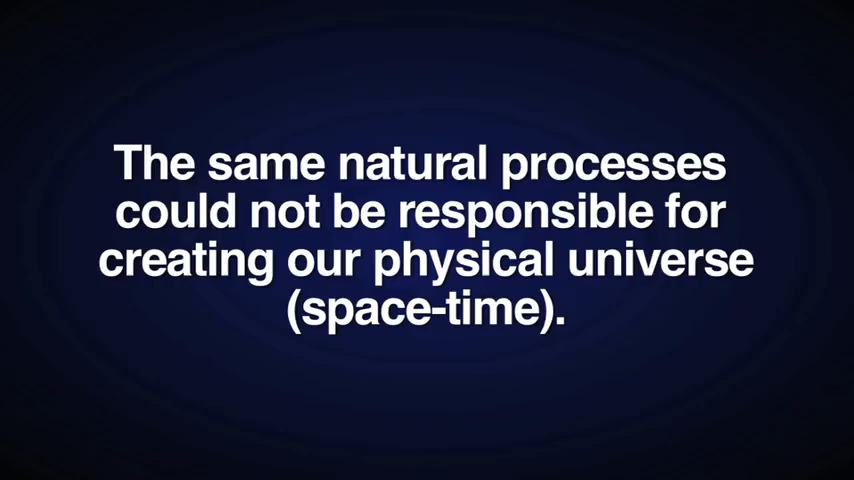 The same natural processes
could not be responsible for
creating our physical universe
(space-time).